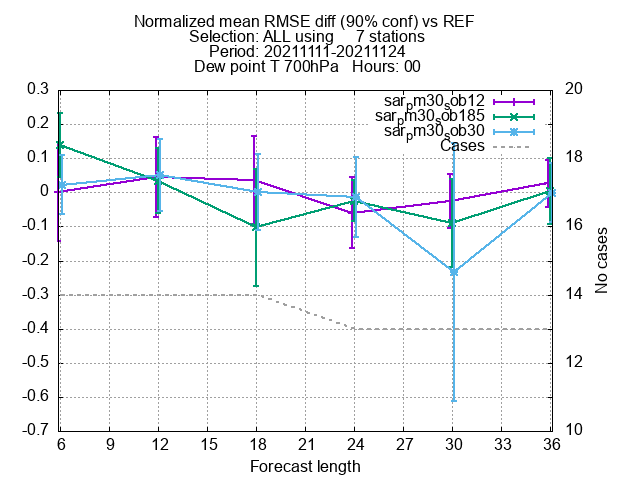 Normalized mean RMSE diff (90% conf) vs REF
Selection: ALL using 7 stations
Period: 20211111-20211124
Dew point T 700hPa Hours: 00
sar_pm30_sob12
sar_pm30_sob185
sar_pm30_sob30
Cases
0.3
0.2
0.1
0
-0.1
-0.2
-0.3
-0.4
-0.5
-0.6
-0.7
20
18
16
14
12
10
No cases
6 9 12 15 18 21 24 27 30 33 36
Forecast length